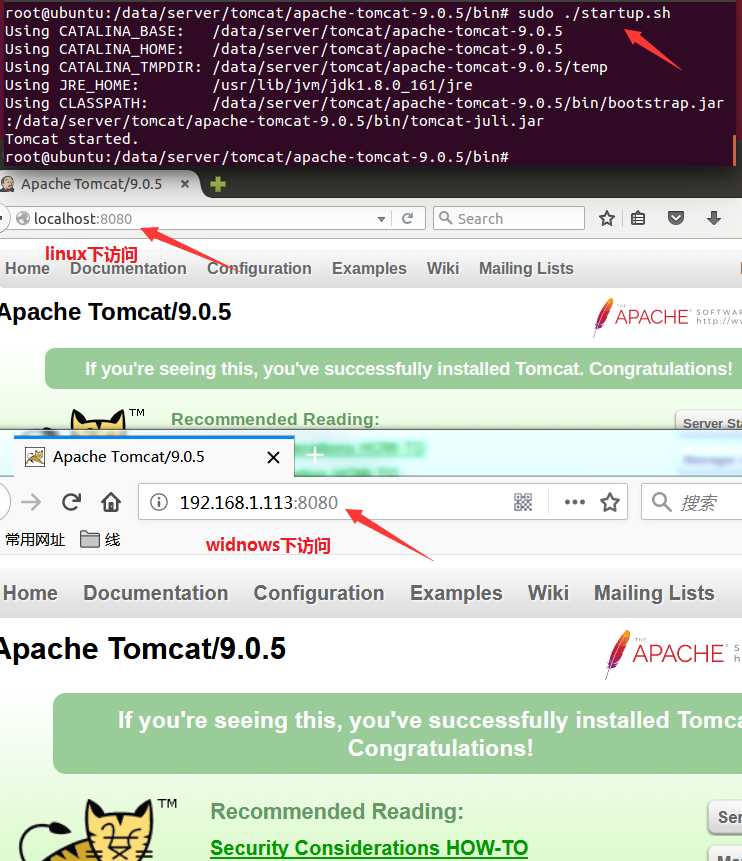 root@ubuntu:/data/server/tomcat/apache-tomcat-9.0.5/bin# sudo ./startup.sh
Using CATALINA_BASE:   /data/server/tomcat/apache-tomcat-9.0.5
Using CATALINA_HOME:   /data/server/tomcat/apache-tomcat-9.0.5
Using CATALINA_TMPDIR: /data/server/tomcat/apache-tomcat-9.0.5/temp
Using JRE_HOME:        /usr/lib/jvm/jdk1.8.0_161/jre
Using CLASSPATH:       /data/server/tomcat/apache-tomcat-9.0.5/bin/bootstrap.jar
:/data/server/tomcat/apache-tomcat-9.0.5/bin/tomcat-juli.jar
Tomcat started.
root@ubuntu:/data/server/tomcat/apache-tomcat-9.0.5/bin#
Apache Tomcat/9.0.5
localhost:8080 Search
linux下访问
Home Documentation Configuration Examples Wiki Mailing Lists
Apache Tomcat/9.0.5
THE APACHE SOFTWAR
http://ww
If you're seeing this, you've successfully installed Tomcat. Congratulations!
TM
Recommended Reading:
Server Sta
Apache Tomcat/9.0.5
192.168.1.113:8080 搜索
常用网址 线
widnows下访问
Home Documentation Configuration Examples Wiki Mailing Lists
Apache Tomcat/9.0.5
THE APACHE S
h
If you're seeing this, you've successfully installed Tomca
Congratulations!
TM
Recommended Reading:
Ser
Security Considerations HOW-TO